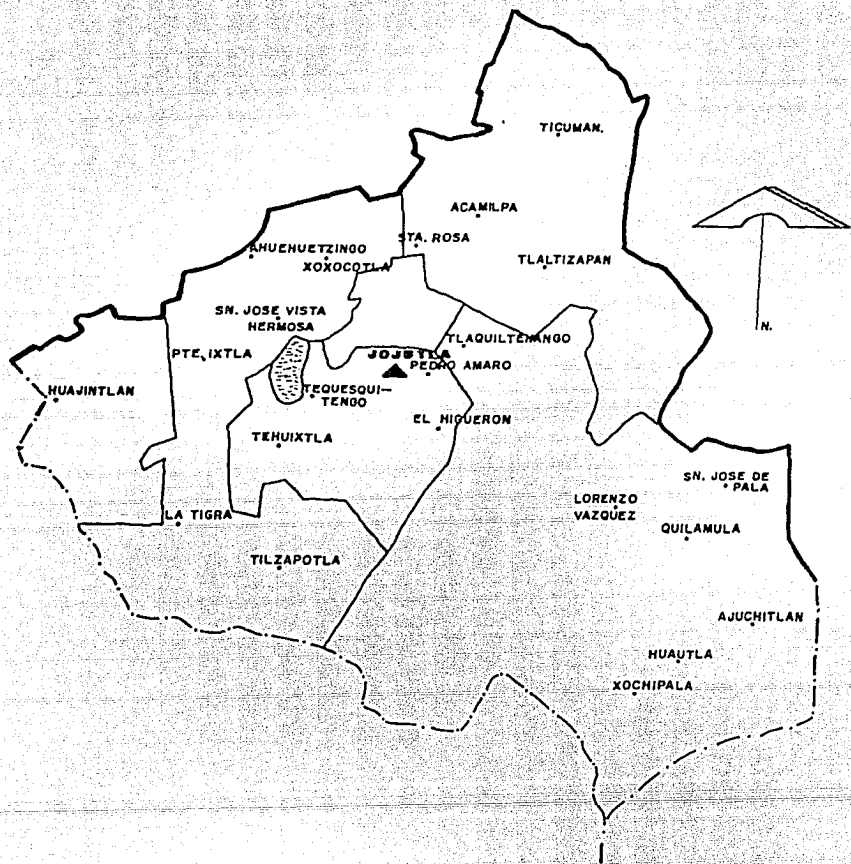 TICUMAN.
ACAMILPA
STA. ROSA
AHUEHUETZINGO
XOXOCOTLA
TLALTIZAPAN
SN. JOSE VISTA
HERMOSA
TLAQUILTENANGO
PTE. IXTLA
JOJUTLA
PEDRO AMARO
HUAJINTLAN
TEQUESQUI-
TENGO
EL HIGUERON
TEHUIXTLA
SN. JOSE DE
PALA
LORENZO
VAZQUEZ
LA TIGRA
QUILAMULA
TILZAPOTLA
AJUCHITLAN
HUAUTLA
XOCHIPALA
N.